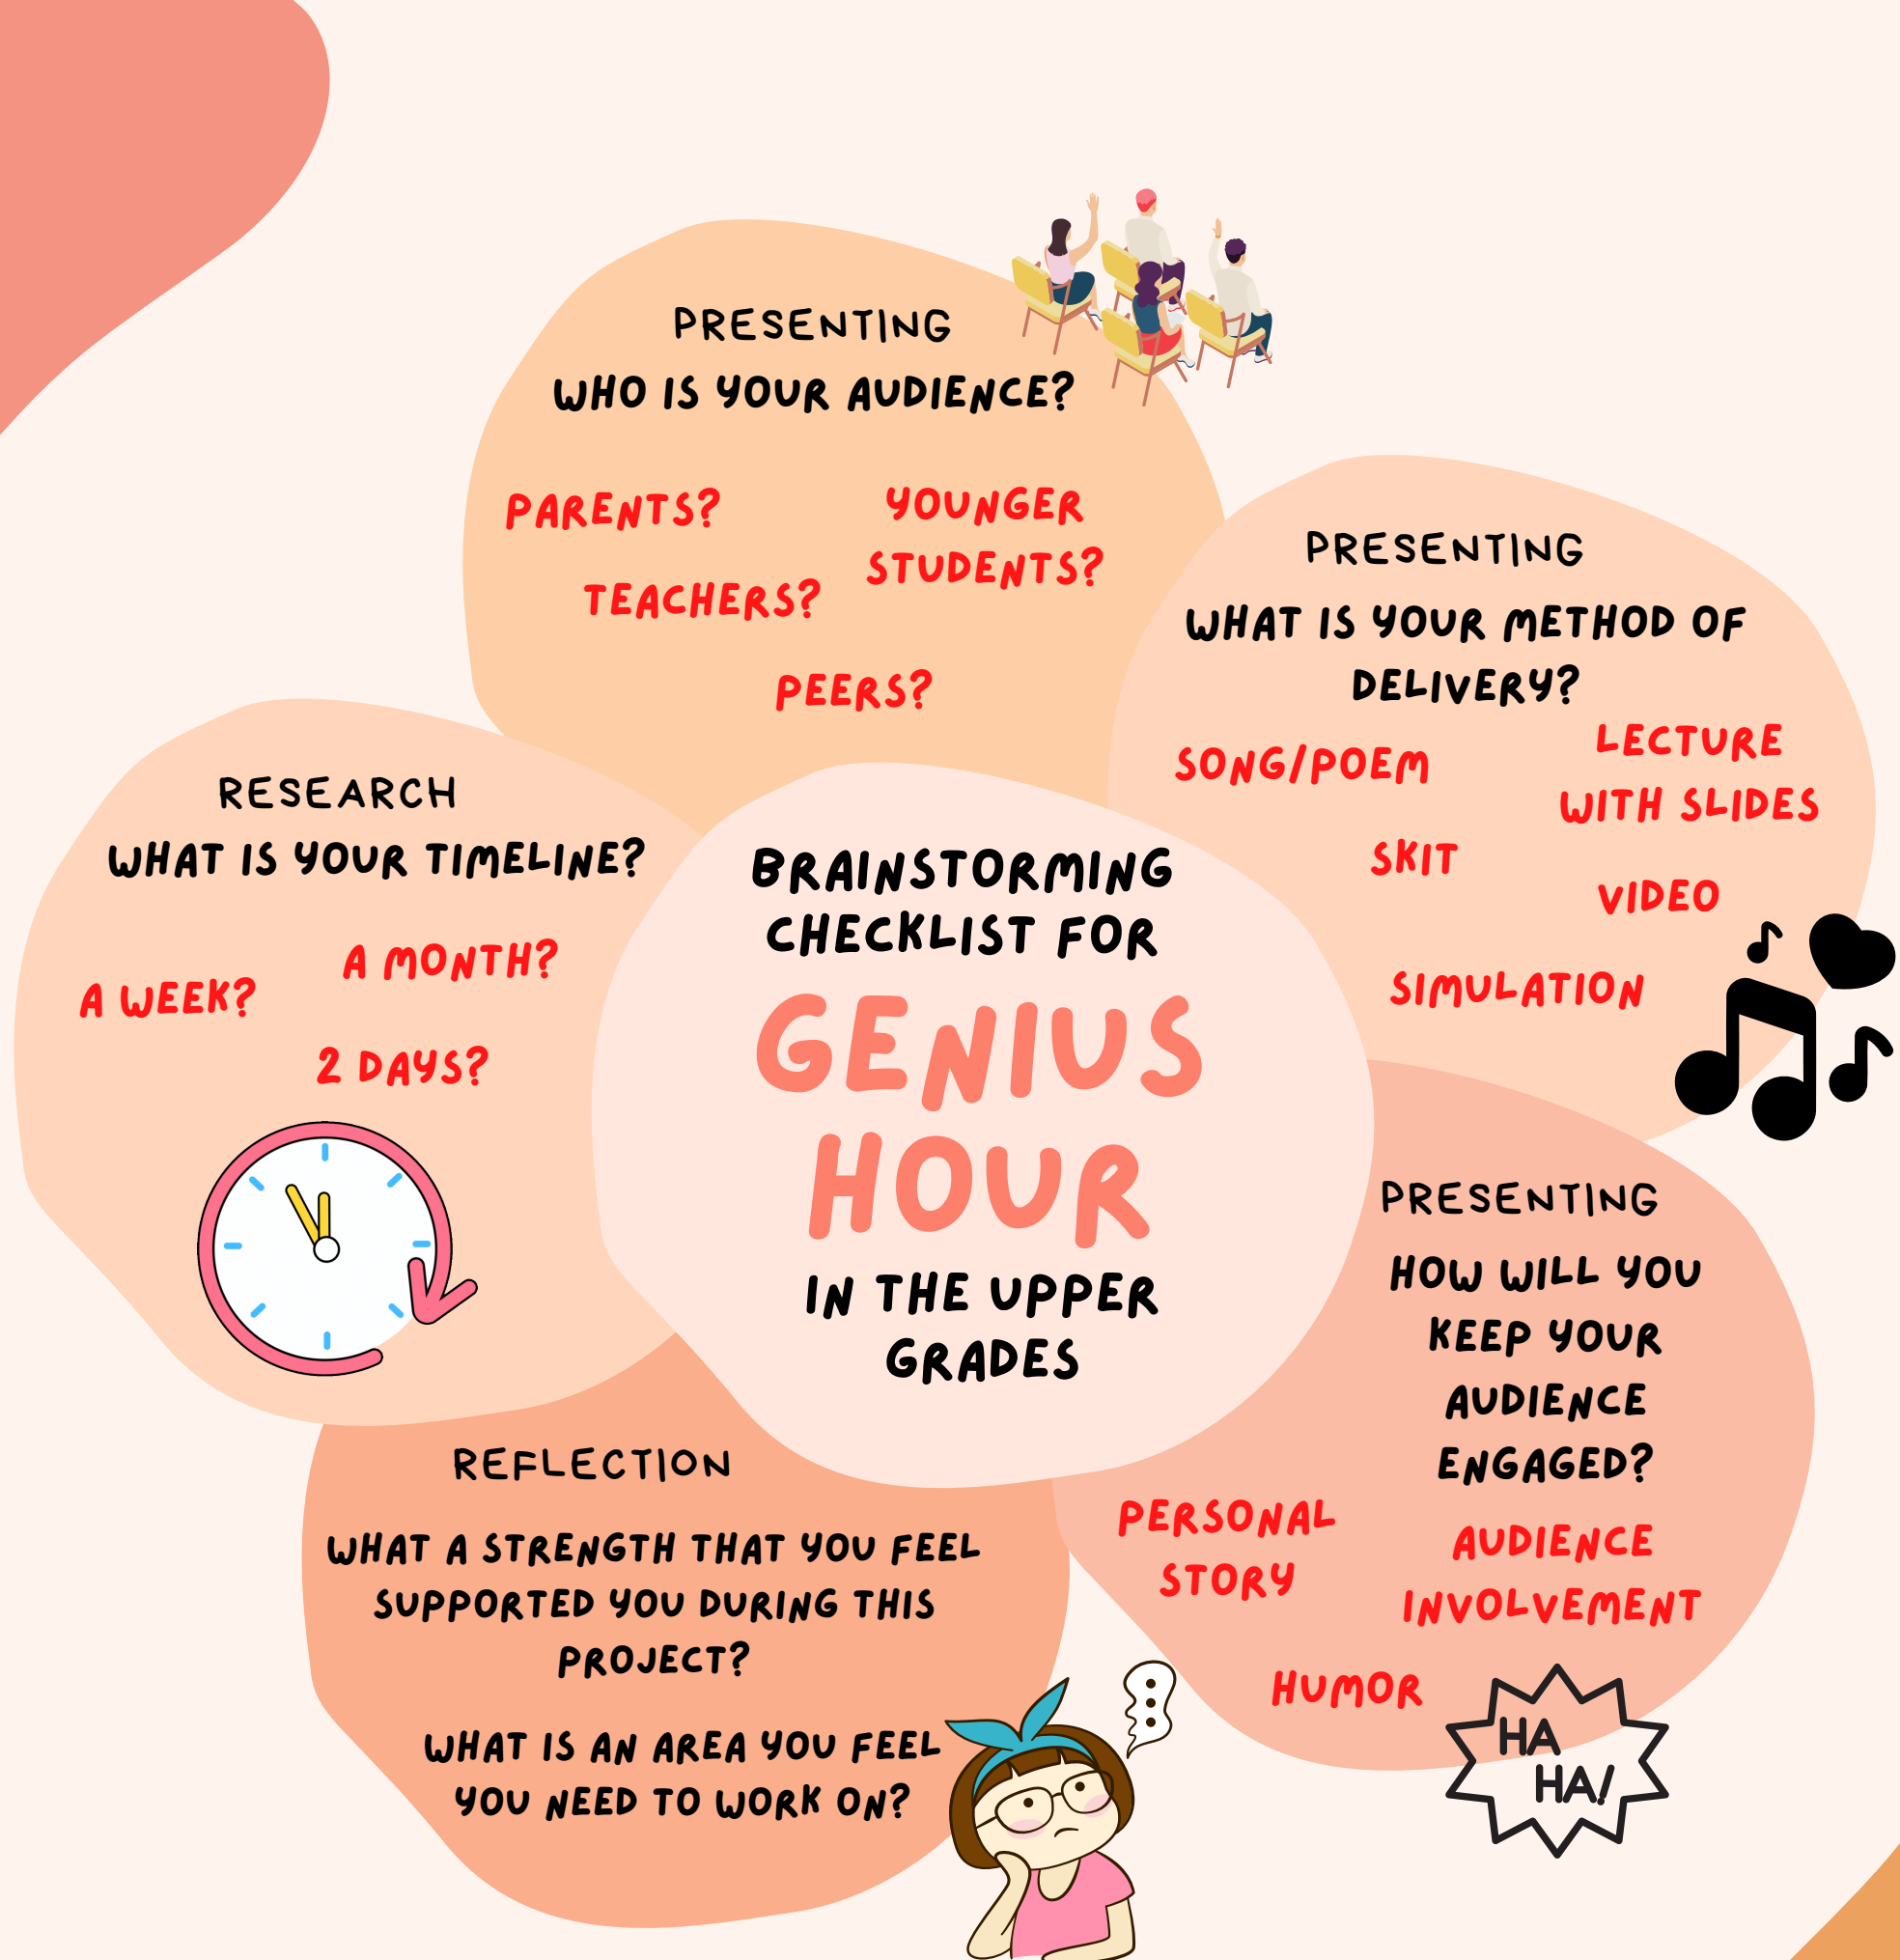 PRESENTING
WHO IS YOUR AUDIENCE?
PARENTS?
YOUNGER
STUDENTS?
TEACHERS?
PEERS?
PRESENTING
WHAT IS YOUR METHOD OF
DELIVERY?
SONG/POEM
LECTURE
WITH SLIDES
SKIT
VIDEO
SIMULATION
RESEARCH
WHAT IS YOUR TIMELINE?
A WEEK?
A MONTH?
2 DAYS?
BRAINSTORMING
CHECKLIST FOR
GENIUS
HOUR
IN THE UPPER
GRADES
PRESENTING
HOW WILL YOU
KEEP YOUR
AUDIENCE
ENGAGED?
PERSONAL
STORY
AUDIENCE
INVOLVEMENT
HUMOR
HA
HA!
REFLECTION
WHAT A STRENGTH THAT YOU FEEL
SUPPORTED YOU DURING THIS
PROJECT?
WHAT IS AN AREA YOU FEEL
YOU NEED TO WORK ON?